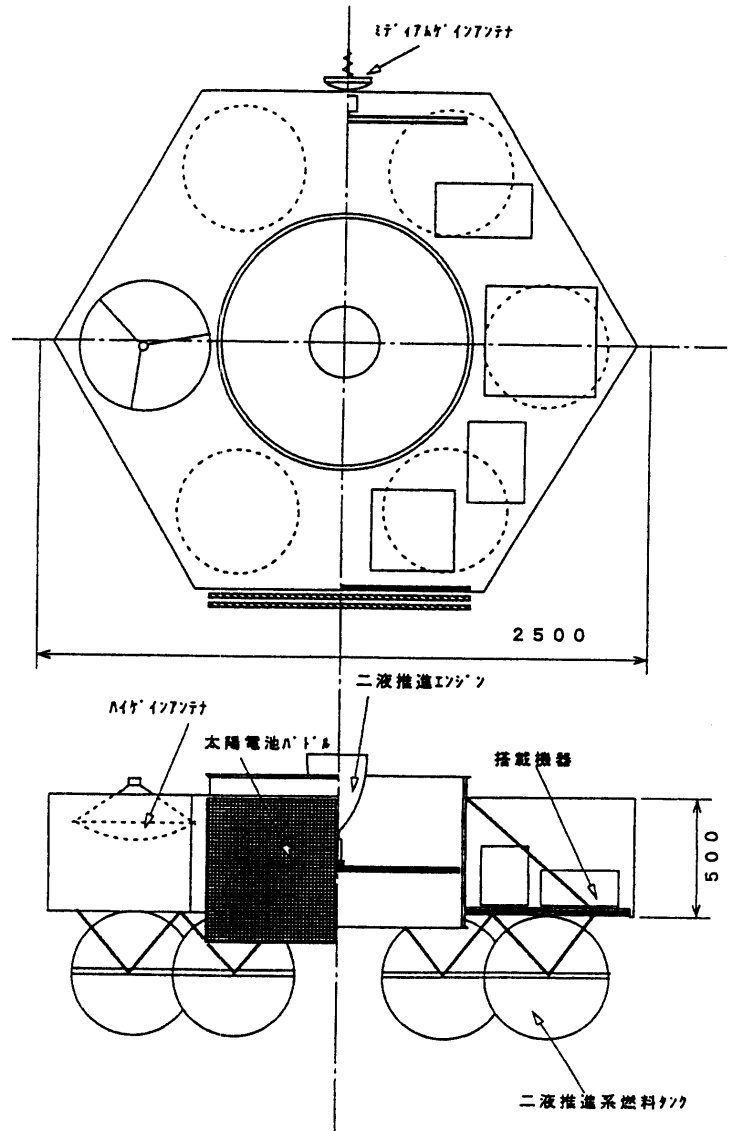 ﾐﾃﾞｨｱﾑｹﾞｲﾝｱﾝﾃﾅ
2500
二液推進ｴﾝｼﾞﾝ
ﾊｲｹﾞｲﾝｱﾝﾃﾅ
太陽電池ﾊﾟﾄﾞﾙ
搭載機器
500
二液推進系燃料ﾀﾝｸ